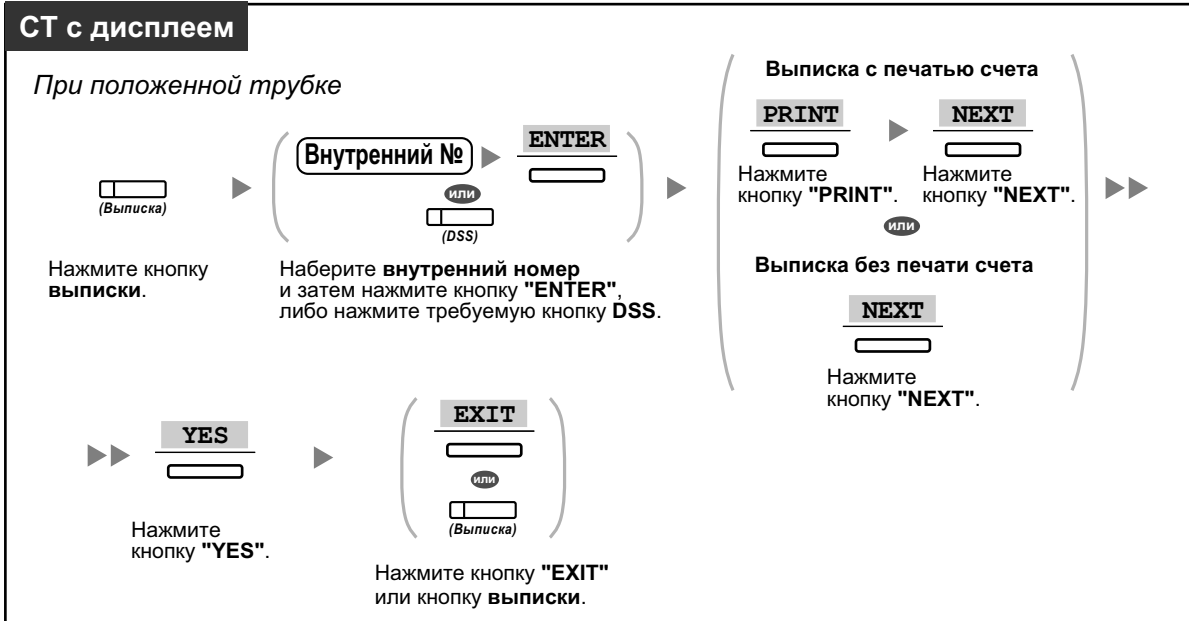 СТ с дисплеем
При положенной трубке
(Выписка)
Нажмите кнопку
выписки.
Внутренний №
ENTER
или
(DSS)
Наберите внутренний номер
и затем нажмите кнопку "ENTER",
либо нажмите требуемую кнопку DSS.
Выписка с печатью счета
PRINT
Нажмите
кнопку "PRINT".
NEXT
Нажмите
кнопку "NEXT".
или
Выписка без печати счета
NEXT
Нажмите
кнопку "NEXT".
YES
Нажмите
кнопку "YES".
EXIT
или
(Выписка)
Нажмите кнопку "EXIT"
или кнопку выписки.